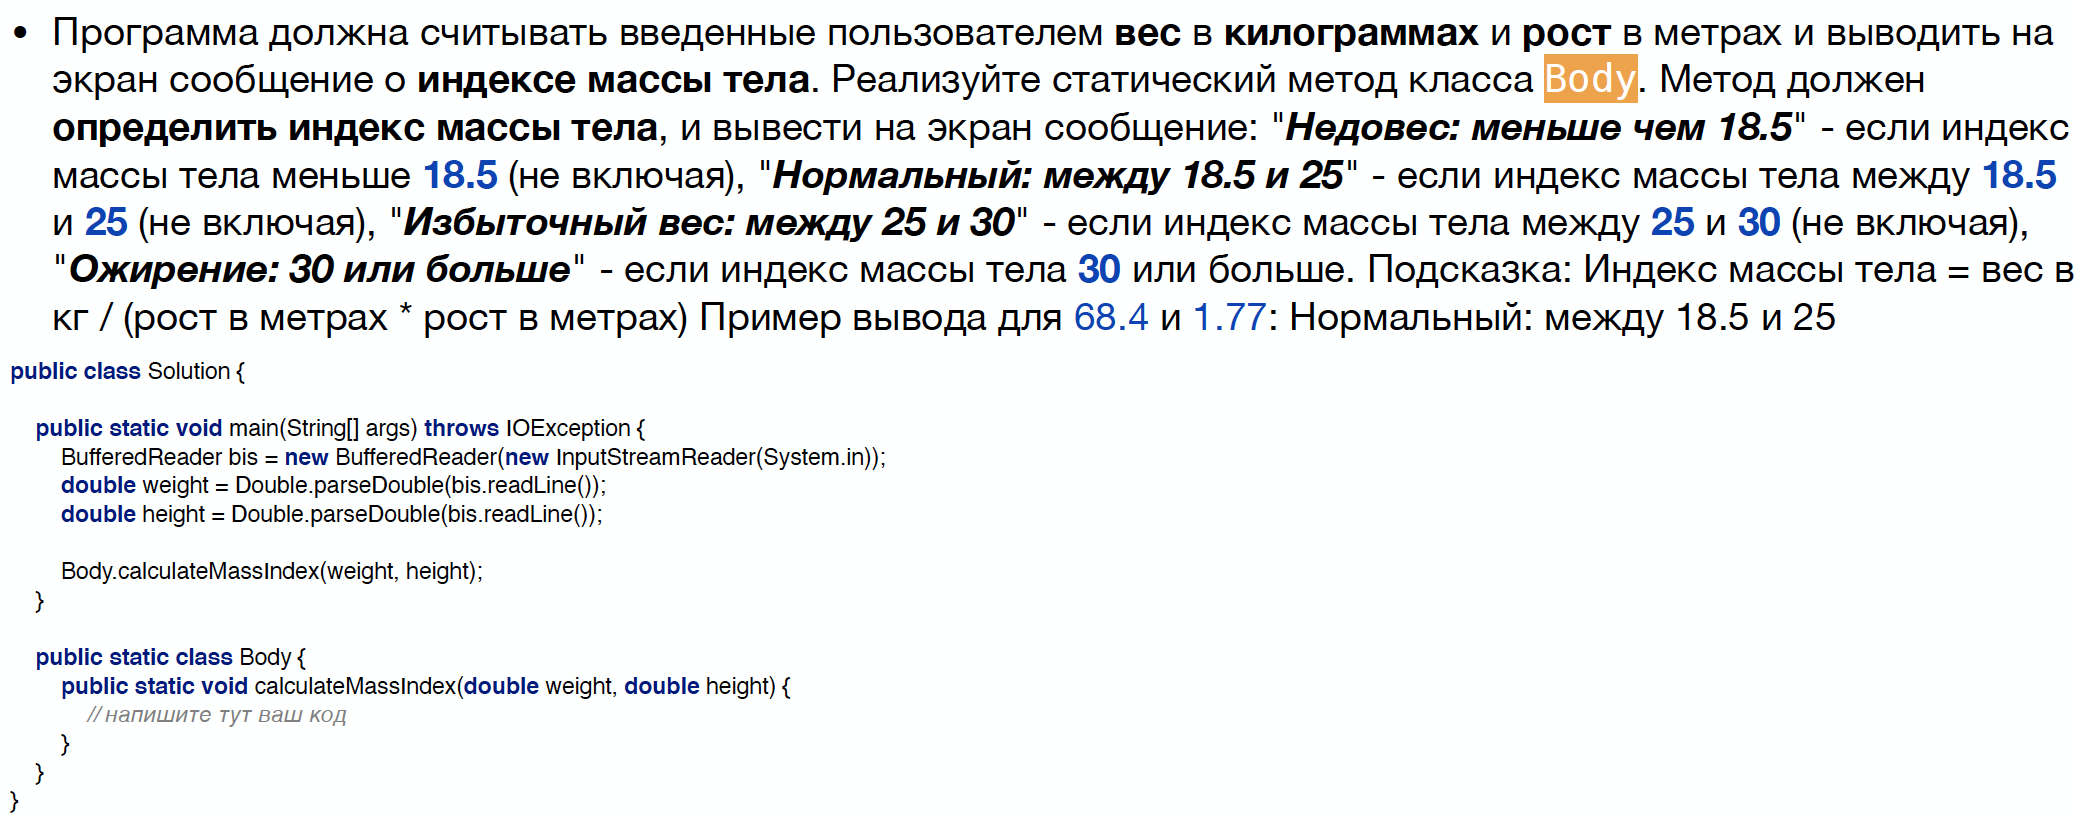 • Программа должна считывать введенные пользователем вес в килограммах и рост в метрах и выводить на
экран сообщение о индексе массы тела. Реализуйте статический метод класса Body. Метод должен
определить индекс массы тела, и вывести на экран сообщение: "Недовес: меньше чем 18.5" - если индекс
массы тела меньше 18.5 (не включая), "Нормальный: между 18.5 и 25" - если индекс массы тела между 18.5
и 25 (не включая), "Избыточный вес: между 25 и 30" - если индекс массы тела между 25 и 30 (не включая),
"Ожирение: 30 или больше" - если индекс массы тела 30 или больше. Подсказка: Индекс массы тела = вес в
кг / (рост в метрах * рост в метрах) Пример вывода для 68.4 и 1.77: Нормальный: между 18.5 и 25
public class Solution {
public static void main(String[] args) throws IOException {
BufferedReader bis = new BufferedReader(new InputStreamReader(System.in));
double weight = Double.parseDouble(bis.readLine());
double height = Double.parseDouble(bis.readLine());
Body.calculateMassIndex(weight, height);
}
public static class Body {
public static void calculateMassIndex(double weight, double height) {
// напишите тут ваш код
}
}
}